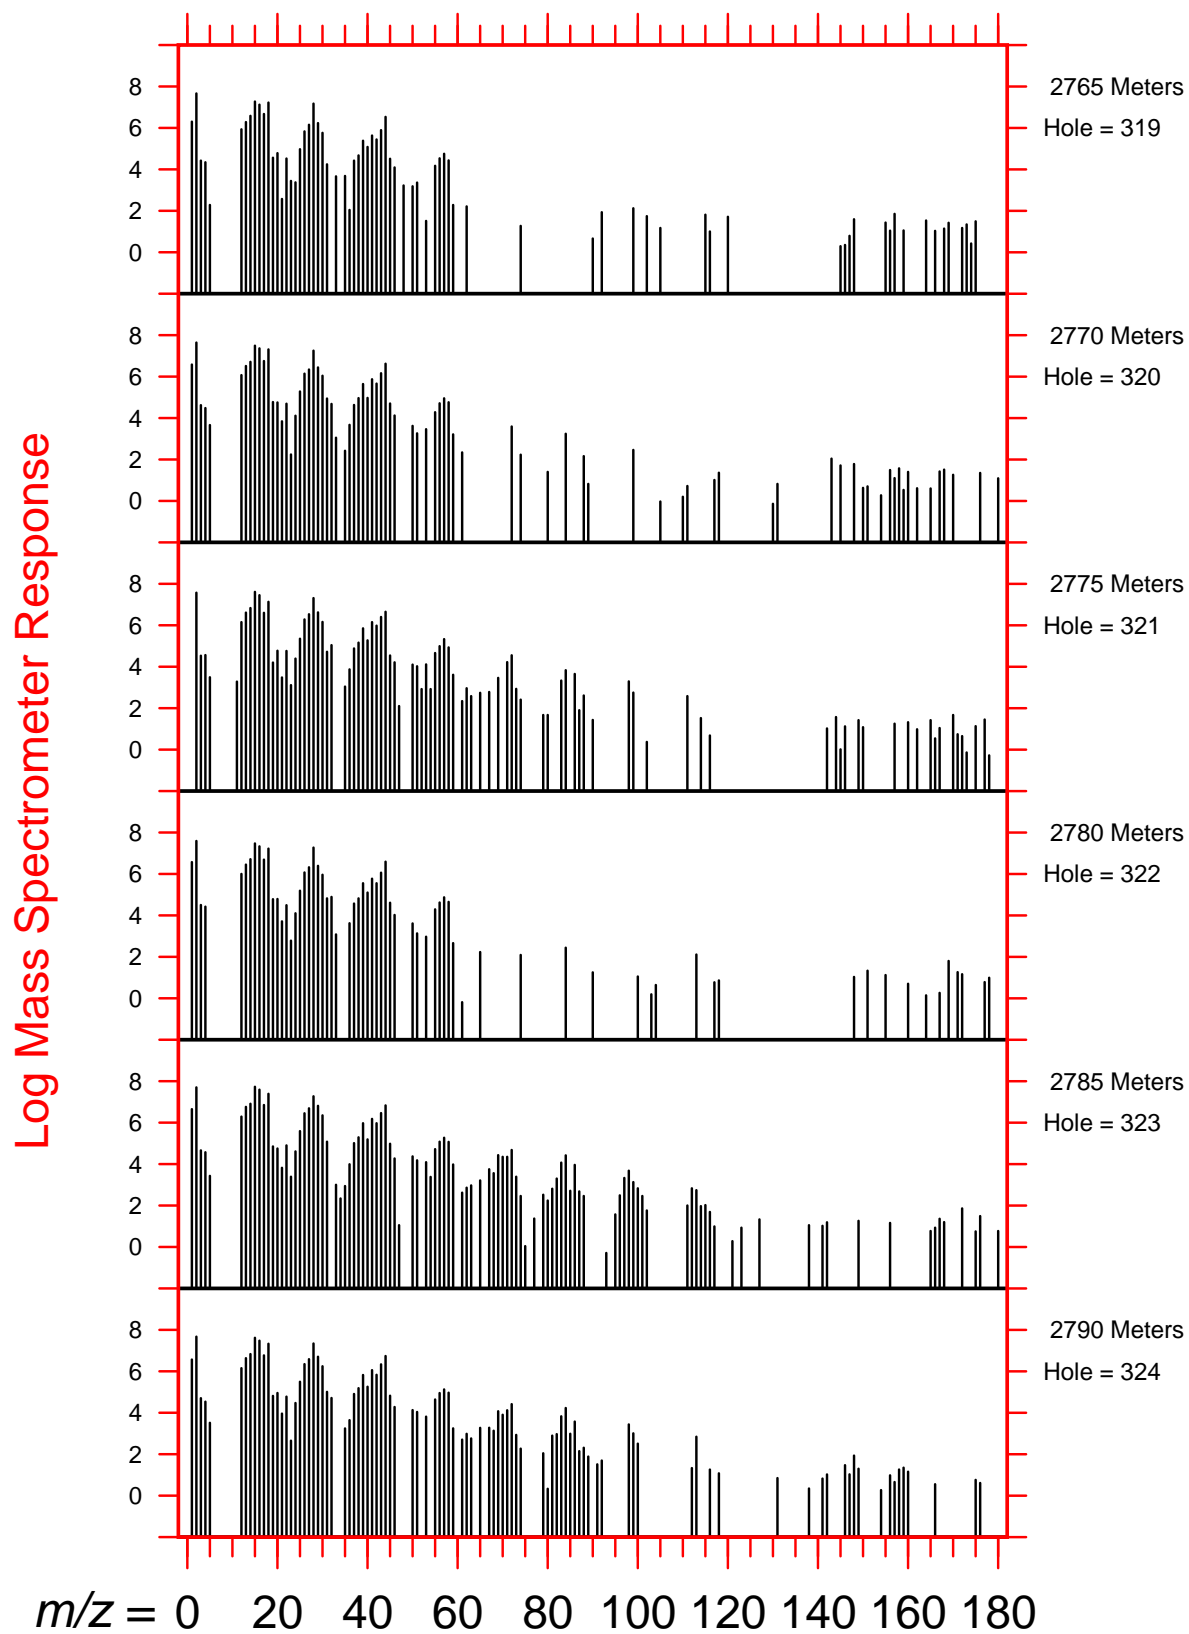 Log Mass Spectrometer Response
8
6
4
2
0
2765 Meters
Hole = 319
8
6
4
2
0
2770 Meters
Hole = 320
8
6
4
2
0
2775 Meters
Hole = 321
8
6
4
2
0
2780 Meters
Hole = 322
8
6
4
2
0
2785 Meters
Hole = 323
8
6
4
2
0
2790 Meters
Hole = 324
m/z = 0 20 40 60 80 100 120 140 160 180